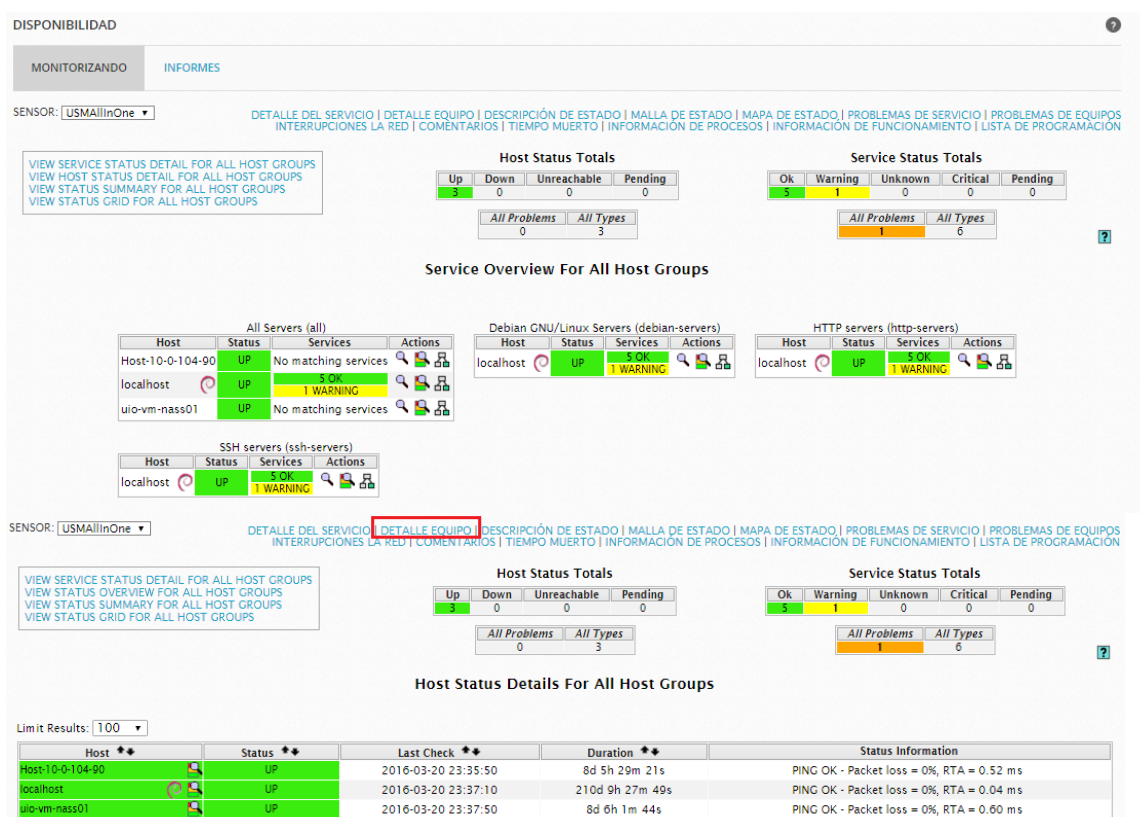 DISPONIBILIDAD
?
MONITORIZANDO INFORMES
SENSOR: USMAllInOne
DETALLE DEL SERVICIO | DETALLE EQUIPO | DESCRIPCIÓN DE ESTADO | MALLA DE ESTADO | MAPA DE ESTADO | PROBLEMAS DE SERVICIO | PROBLEMAS DE EQUIPOS
INTERRUPCIONES LA RED | COMENTARIOS | TIEMPO MUERTO | INFORMACIÓN DE PROCESOS | INFORMACIÓN DE FUNCIONAMIENTO | LISTA DE PROGRAMACIÓN
VIEW SERVICE STATUS DETAIL FOR ALL HOST GROUPS
VIEW HOST STATUS DETAIL FOR ALL HOST GROUPS
VIEW STATUS SUMMARY FOR ALL HOST GROUPS
VIEW STATUS GRID FOR ALL HOST GROUPS
Host Status Totals
Up Down Unreachable Pending
3 0 0 0
All Problems All Types
0 3
Service Status Totals
Ok Warning Unknown Critical Pending
5 1 0 0 0
All Problems All Types
1 6
?
Service Overview For All Host Groups
All Servers (all)
Host Status Services Actions
Host-10-0-104-90 UP No matching services
localhost UP 5 OK
1 WARNING
uio-vm-nass01 UP No matching services
Debian GNU/Linux Servers (debian-servers)
Host Status Services Actions
localhost UP 5 OK
1 WARNING
HTTP servers (http-servers)
Host Status Services Actions
localhost UP 5 OK
1 WARNING
SSH servers (ssh-servers)
Host Status Services Actions
localhost UP 5 OK
1 WARNING
SENSOR: USMAllInOne
DETALLE DEL SERVICIO | DETALLE EQUIPO | DESCRIPCIÓN DE ESTADO | MALLA DE ESTADO | MAPA DE ESTADO | PROBLEMAS DE SERVICIO | PROBLEMAS DE EQUIPOS
INTERRUPCIONES LA RED | COMENTARIOS | TIEMPO MUERTO | INFORMACIÓN DE PROCESOS | INFORMACIÓN DE FUNCIONAMIENTO | LISTA DE PROGRAMACIÓN
VIEW SERVICE STATUS DETAIL FOR ALL HOST GROUPS
VIEW STATUS OVERVIEW FOR ALL HOST GROUPS
VIEW STATUS SUMMARY FOR ALL HOST GROUPS
VIEW STATUS GRID FOR ALL HOST GROUPS
Host Status Totals
Up Down Unreachable Pending
3 0 0 0
All Problems All Types
0 3
Service Status Totals
Ok Warning Unknown Critical Pending
5 1 0 0 0
All Problems All Types
1 6
?
Host Status Details For All Host Groups
Limit Results: 100
Host Status Last Check Duration Status Information
Host-10-0-104-90 UP 2016-03-20 23:35:50 8d 5h 29m 21s PING OK - Packet loss = 0%, RTA = 0.52 ms
localhost UP 2016-03-20 23:37:10 210d 9h 27m 49s PING OK - Packet loss = 0%, RTA = 0.04 ms
uio-vm-nass01 UP 2016-03-20 23:37:50 8d 6h 1m 44s PING OK - Packet loss = 0%, RTA = 0.60 ms